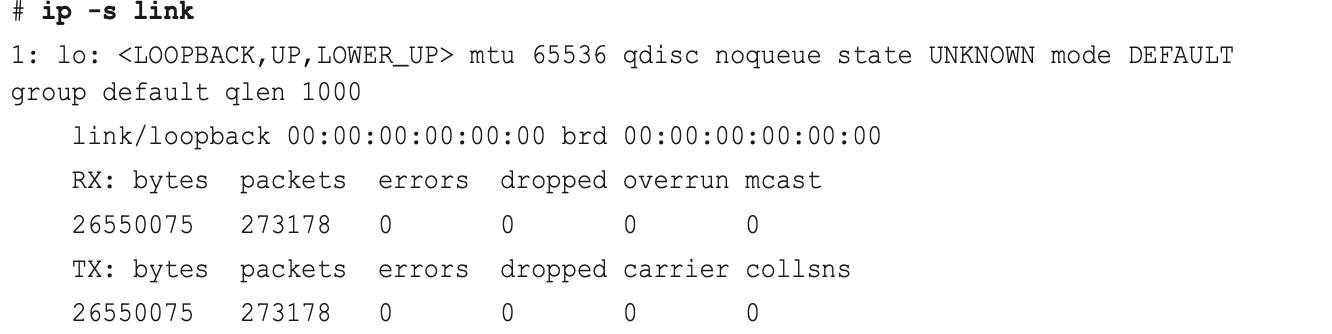 # ip -s link
1: lo: <LOOPBACK,UP,LOWER_UP> mtu 65536 qdisc noqueue state UNKNOWN mode DEFAULT
group default qlen 1000
    link/loopback 00:00:00:00:00:00 brd 00:00:00:00:00:00
    RX: bytes  packets  errors  dropped overrun mcast
    26550075   273178   0       0       0       0
    TX: bytes  packets  errors  dropped carrier collsns
    26550075   273178   0       0       0       0